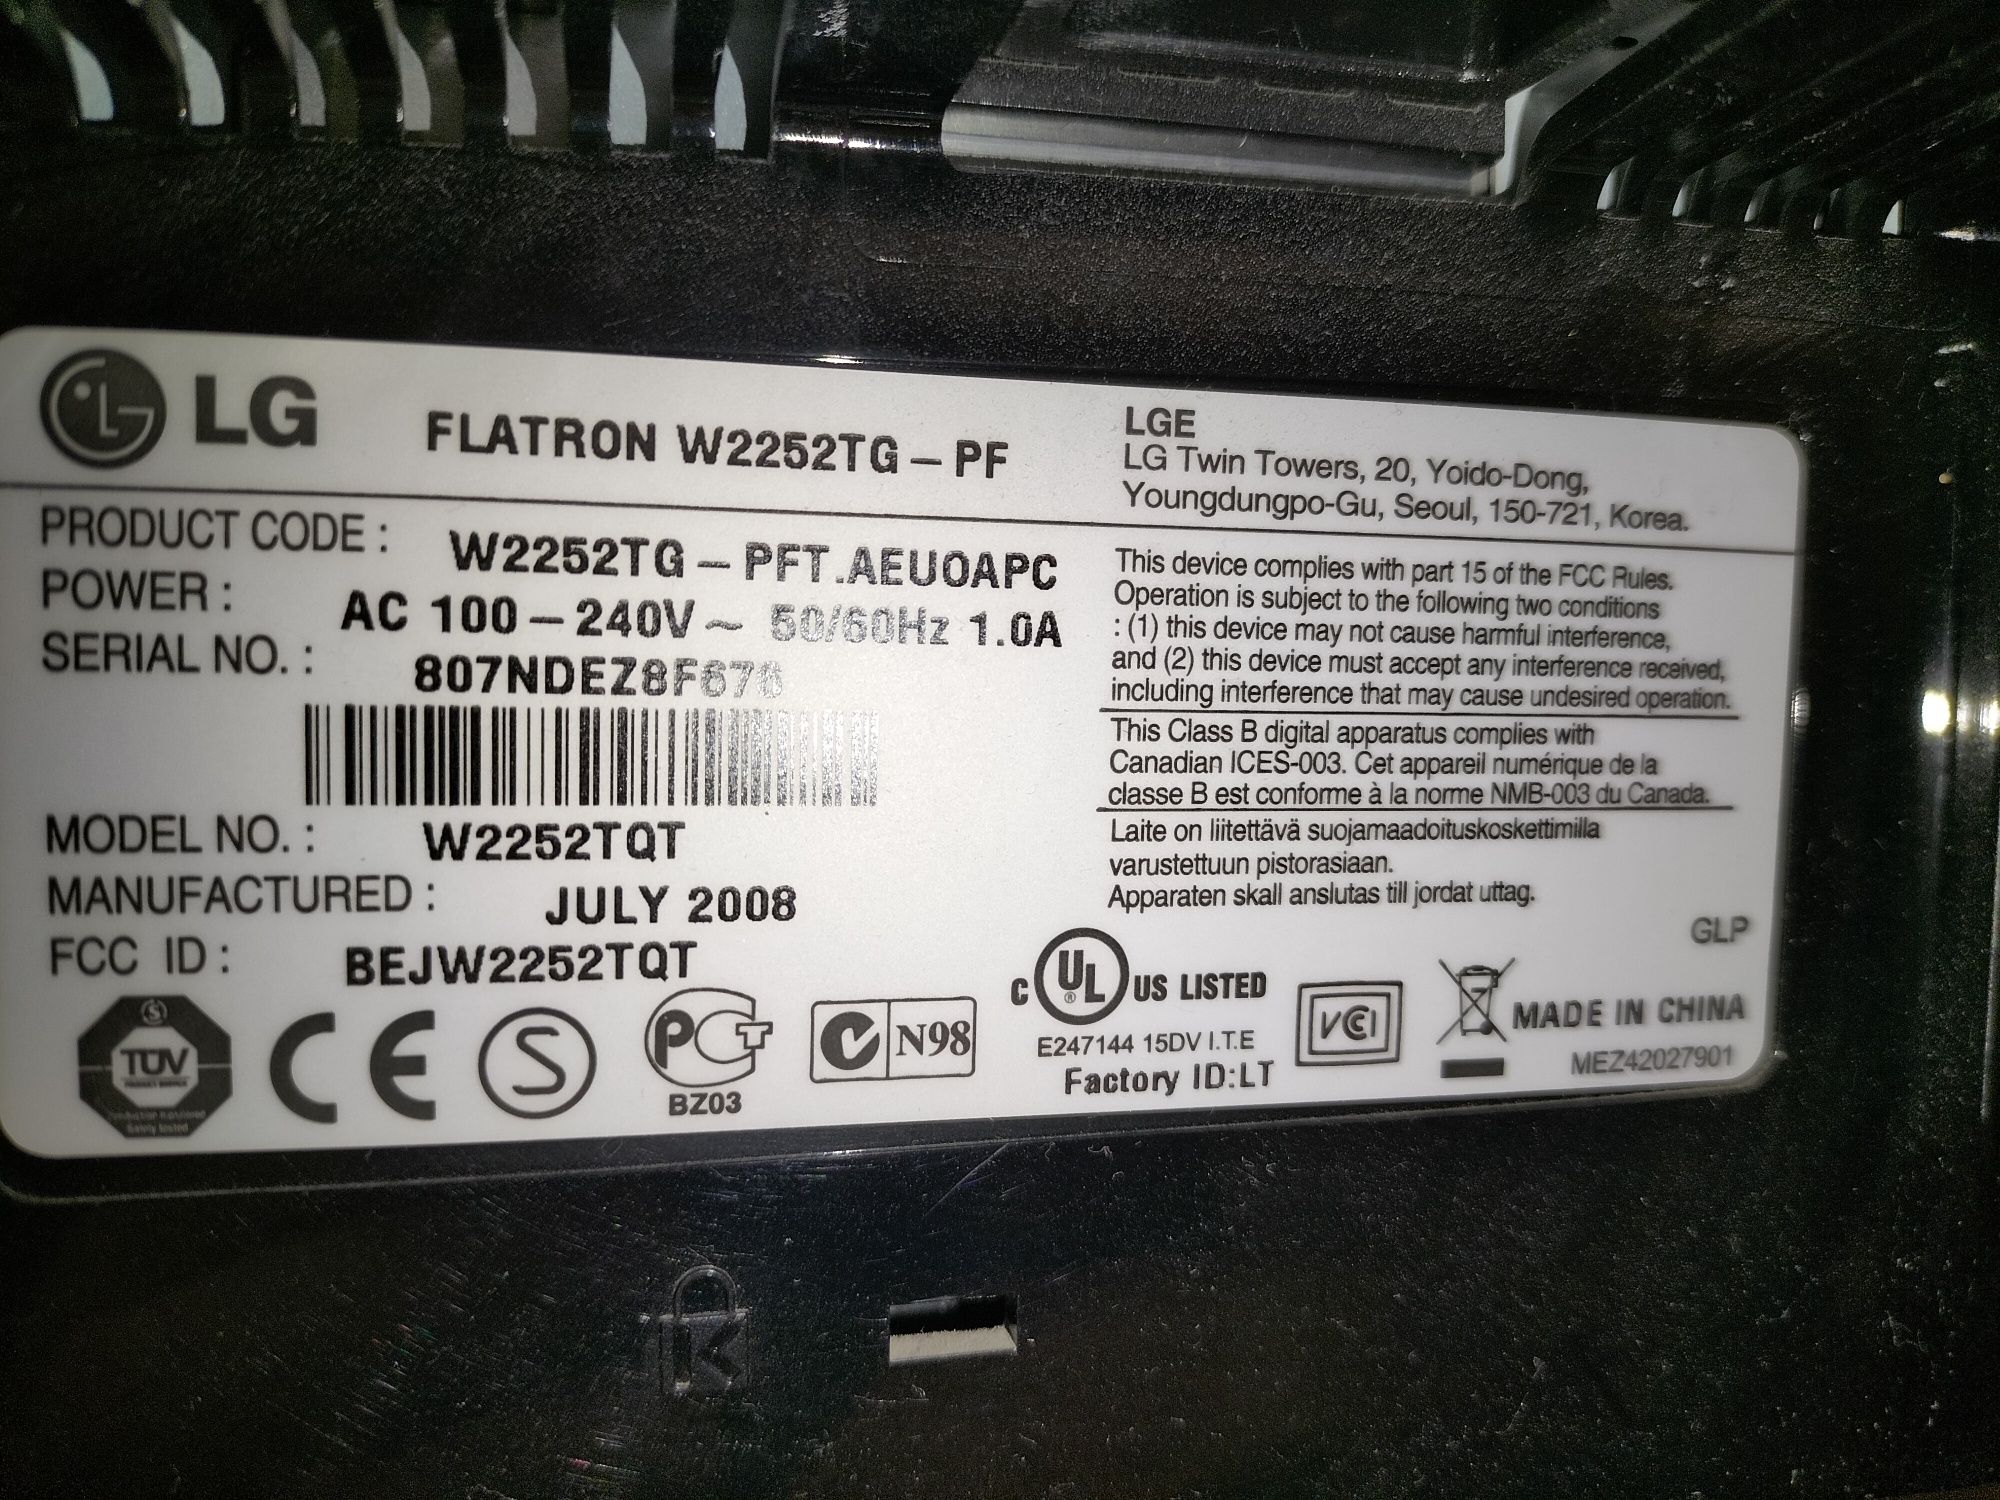 LG
FLATRON W2252TG-PF
LGE
LG Twin Towers, 20, Yoido-Dong,
Youngdungpo-Gu, Seoul, 150-721, Korea.
PRODUCT CODE : W2252TG-PFT.AEUOAPC
POWER : AC 100-240V~ 50/60Hz 1.0A
SERIAL NO. : 807NDEZ8F676
MODEL NO. : W2252TQT
MANUFACTURED : JULY 2008
FCC ID : BEJW2252TQT
This device complies with part 15 of the FCC Rules.
Operation is subject to the following two conditions
: (1) this device may not cause harmful interference,
and (2) this device must accept any interference received,
including interference that may cause undesired operation.
This Class B digital apparatus complies with
Canadian ICES-003. Cet appareil numérique de la
classe B est conforme à la norme NMB-003 du Canada.
Laite on liitettävä suojamaadoituskoskettimilla
varustettuun pistorasiaan.
Apparaten skall anslutas till jordat uttag.
GLP
TÜV
PRODUCT SERVICE
Safety tested
CE
S
PCT
BZ03
N98
C UL® US LISTED
E247144 15DV I.T.E
Factory ID:LT
VCI
MADE IN CHINA
MEZ42027901
K